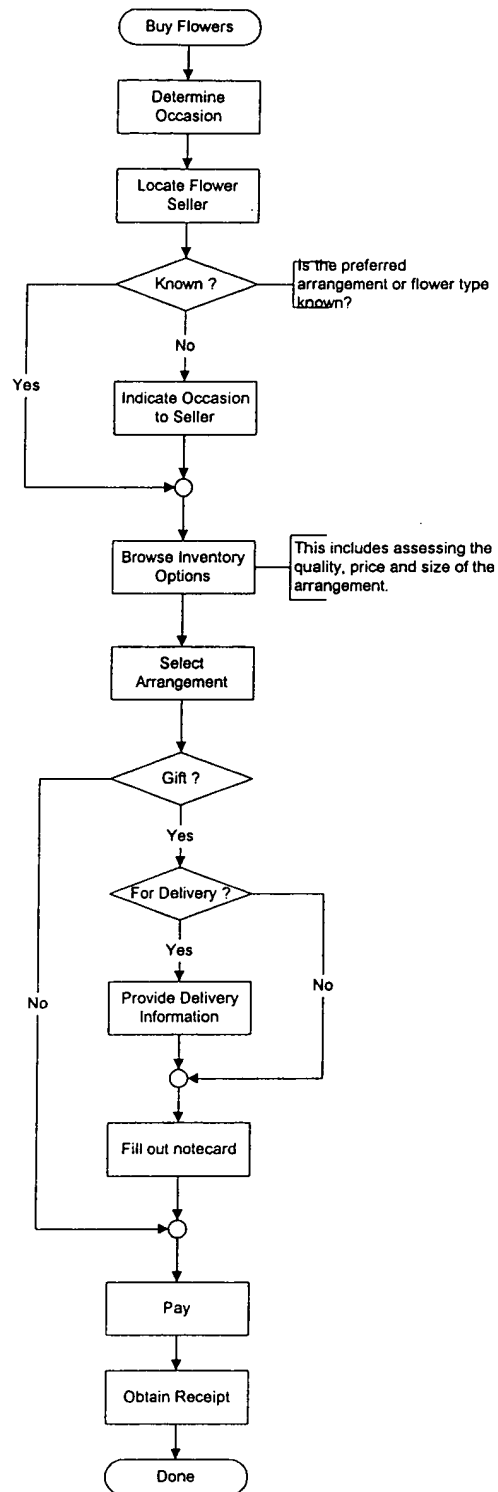 Buy Flowers
Determine
Occasion
Locate Flower
Seller
Known ?
Is the preferred
arrangement or flower type
known?
No
Yes
Indicate Occasion
to Seller
Browse Inventory
Options
This includes assessing the
quality, price and size of the
arrangement.
Select
Arrangement
Gift ?
Yes
For Delivery ?
Yes
No
No
Provide Delivery
Information
Fill out notecard
Pay
Obtain Receipt
Done